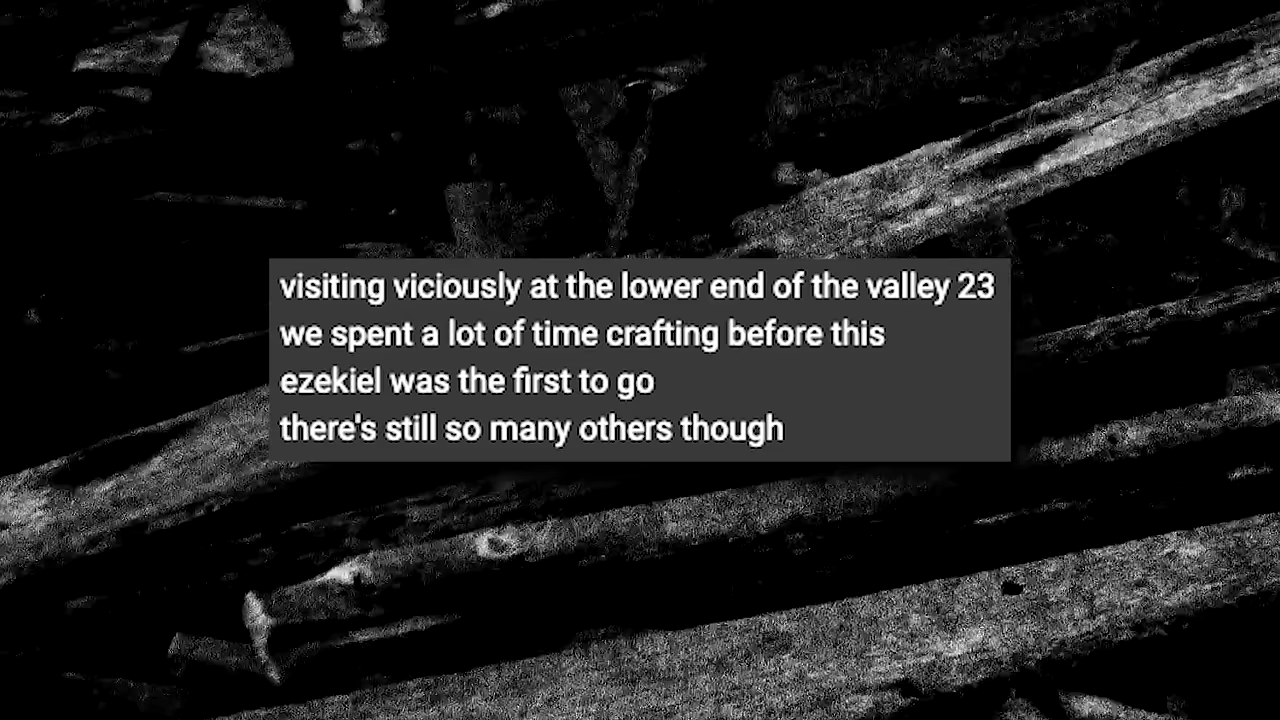 visiting viciously at the lower end of the valley 23
we spent a lot of time crafting before this
ezekiel was the first to go
there's still so many others though